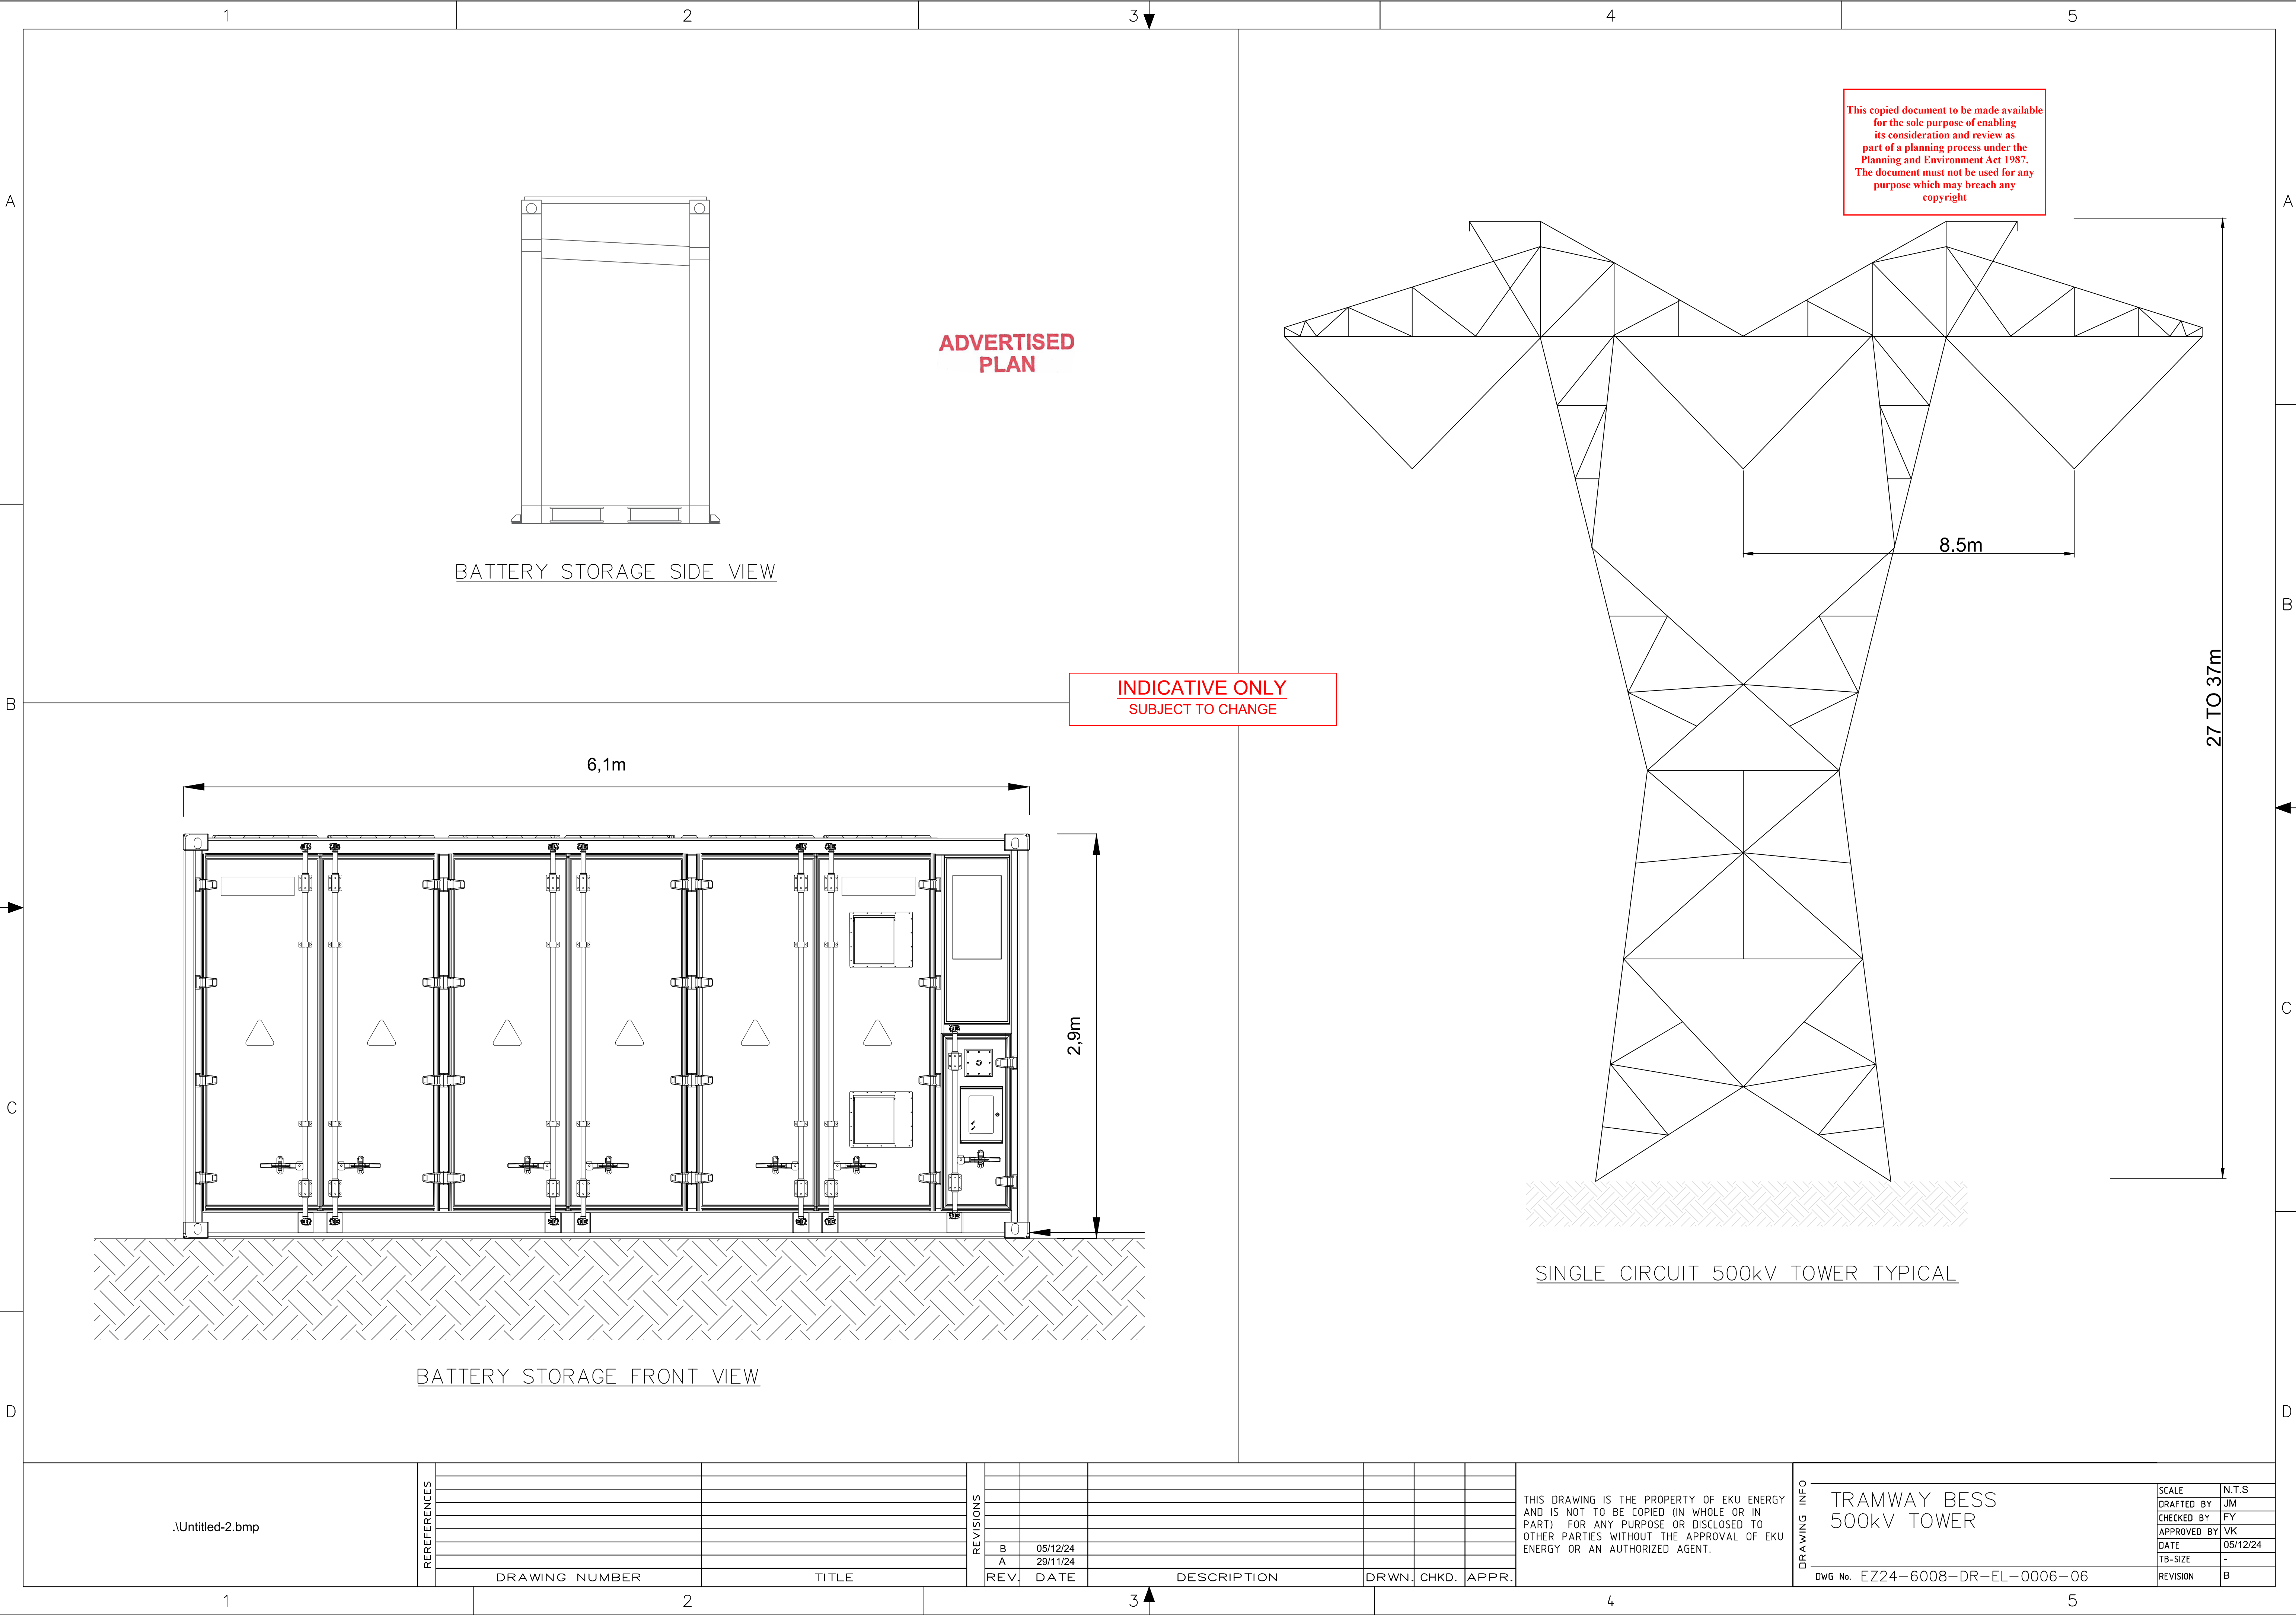 1 2 3 4 5
A
B
C
D
A
B
C
D
This copied document to be made available
for the sole purpose of enabling
its consideration and review as
part of a planning process under the
Planning and Environment Act 1987.
The document must not be used for any
purpose which may breach any
copyright
ADVERTISED
PLAN
BATTERY STORAGE SIDE VIEW
8.5m
27 TO 37m
INDICATIVE ONLY
SUBJECT TO CHANGE
6,1m
2,9m
BATTERY STORAGE FRONT VIEW
SINGLE CIRCUIT 500kV TOWER TYPICAL
.\Untitled-2.bmp
REREFERENCES
DRAWING NUMBER TITLE
REVISIONS
B 05/12/24
A 29/11/24
REV. DATE DESCRIPTION DRWN. CHKD. APPR.
THIS DRAWING IS THE PROPERTY OF EKU ENERGY
AND IS NOT TO BE COPIED (IN WHOLE OR IN
PART) FOR ANY PURPOSE OR DISCLOSED TO
OTHER PARTIES WITHOUT THE APPROVAL OF EKU
ENERGY OR AN AUTHORIZED AGENT.
DRAWING INFO
TRAMWAY BESS
500kV TOWER
DWG No. EZ24-6008-DR-EL-0006-06
SCALE N.T.S
DRAFTED BY JM
CHECKED BY FY
APPROVED BY VK
DATE 05/12/24
TB-SIZE -
REVISION B
1 2 3 4 5